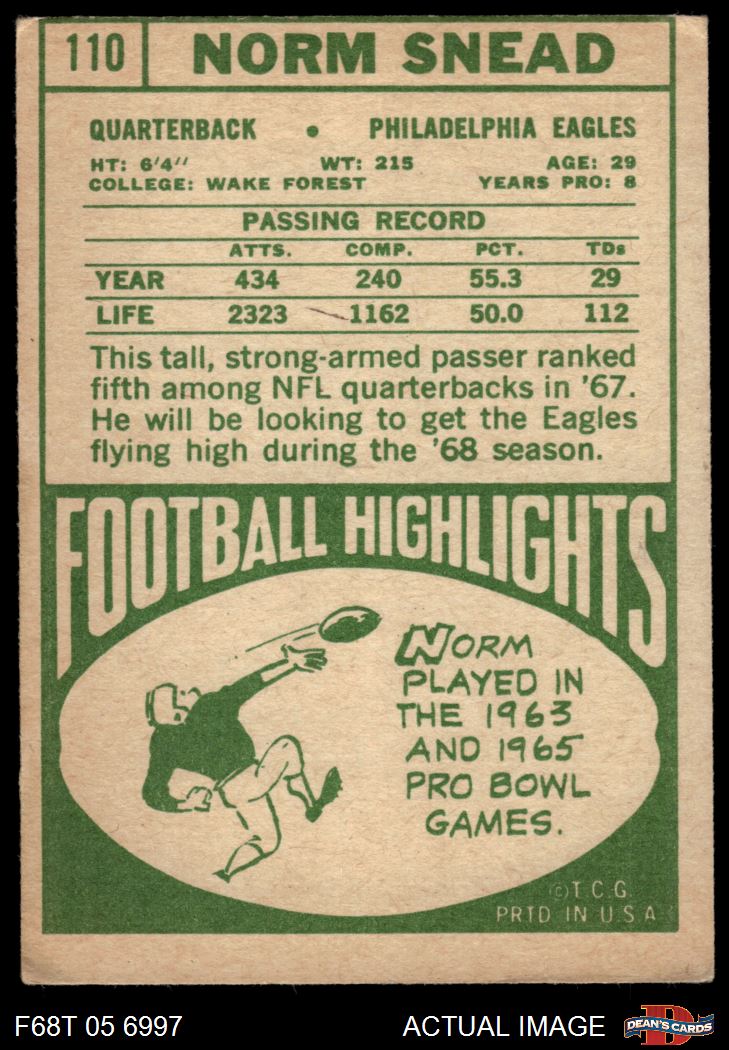 110 NORM SNEAD
QUARTERBACK • PHILADELPHIA EAGLES
HT: 6'4" WT: 215 AGE: 29
COLLEGE: WAKE FOREST YEARS PRO: 8
PASSING RECORD
ATTS. COMP. PCT. TDs
YEAR 434 240 55.3 29
LIFE 2323 1162 50.0 112
This tall, strong-armed passer ranked
fifth among NFL quarterbacks in '67.
He will be looking to get the Eagles
flying high during the '68 season.
FOOTBALL HIGHLIGHTS
NORM
PLAYED IN
THE 1963
AND 1965
PRO BOWL
GAMES.
©T.C.G.
PRTD IN U.S.A
F68T 05 6997 ACTUAL IMAGE D DEAN'S CARDS